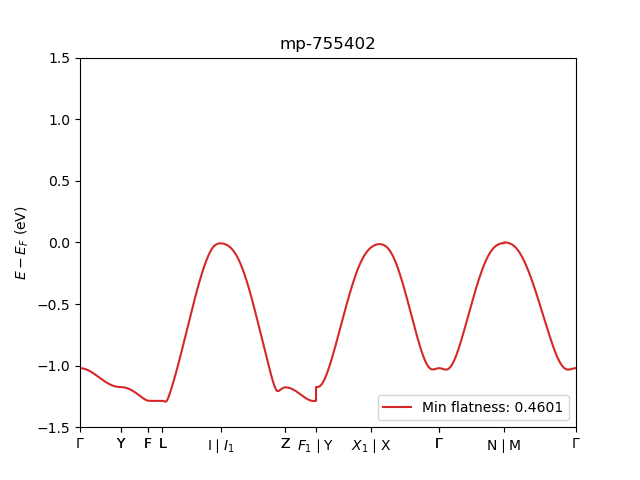 mp-755402
E − E_F (eV)
1.5
1.0
0.5
0.0
−0.5
−1.0
−1.5
Min flatness: 0.4601
Γ Y F L I | I₁ Z F₁ | Y X₁ | X Γ N | M Γ